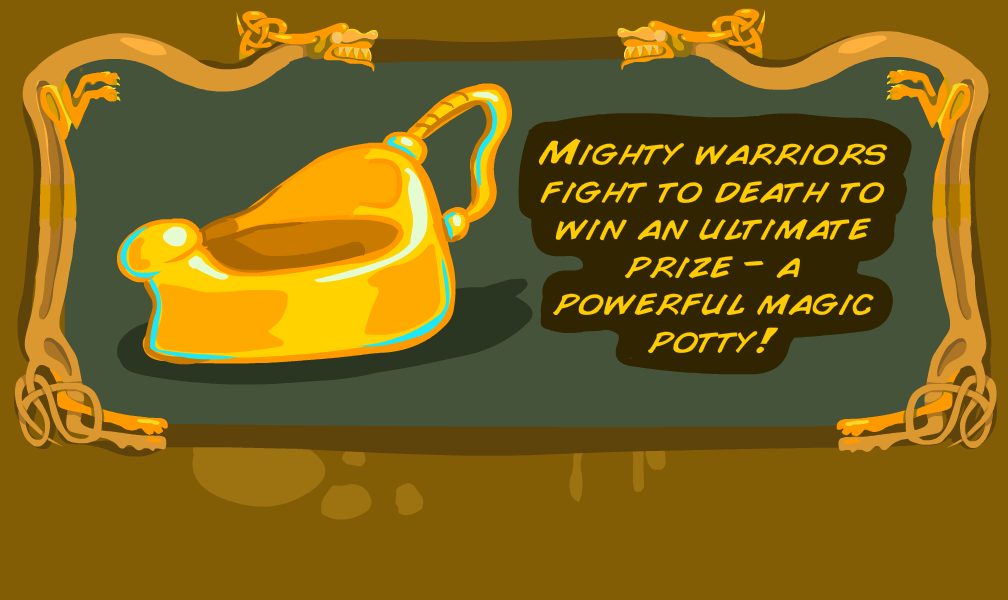 Mighty warriors
fight to death to
win an ultimate
prize – a
powerful magic
potty!